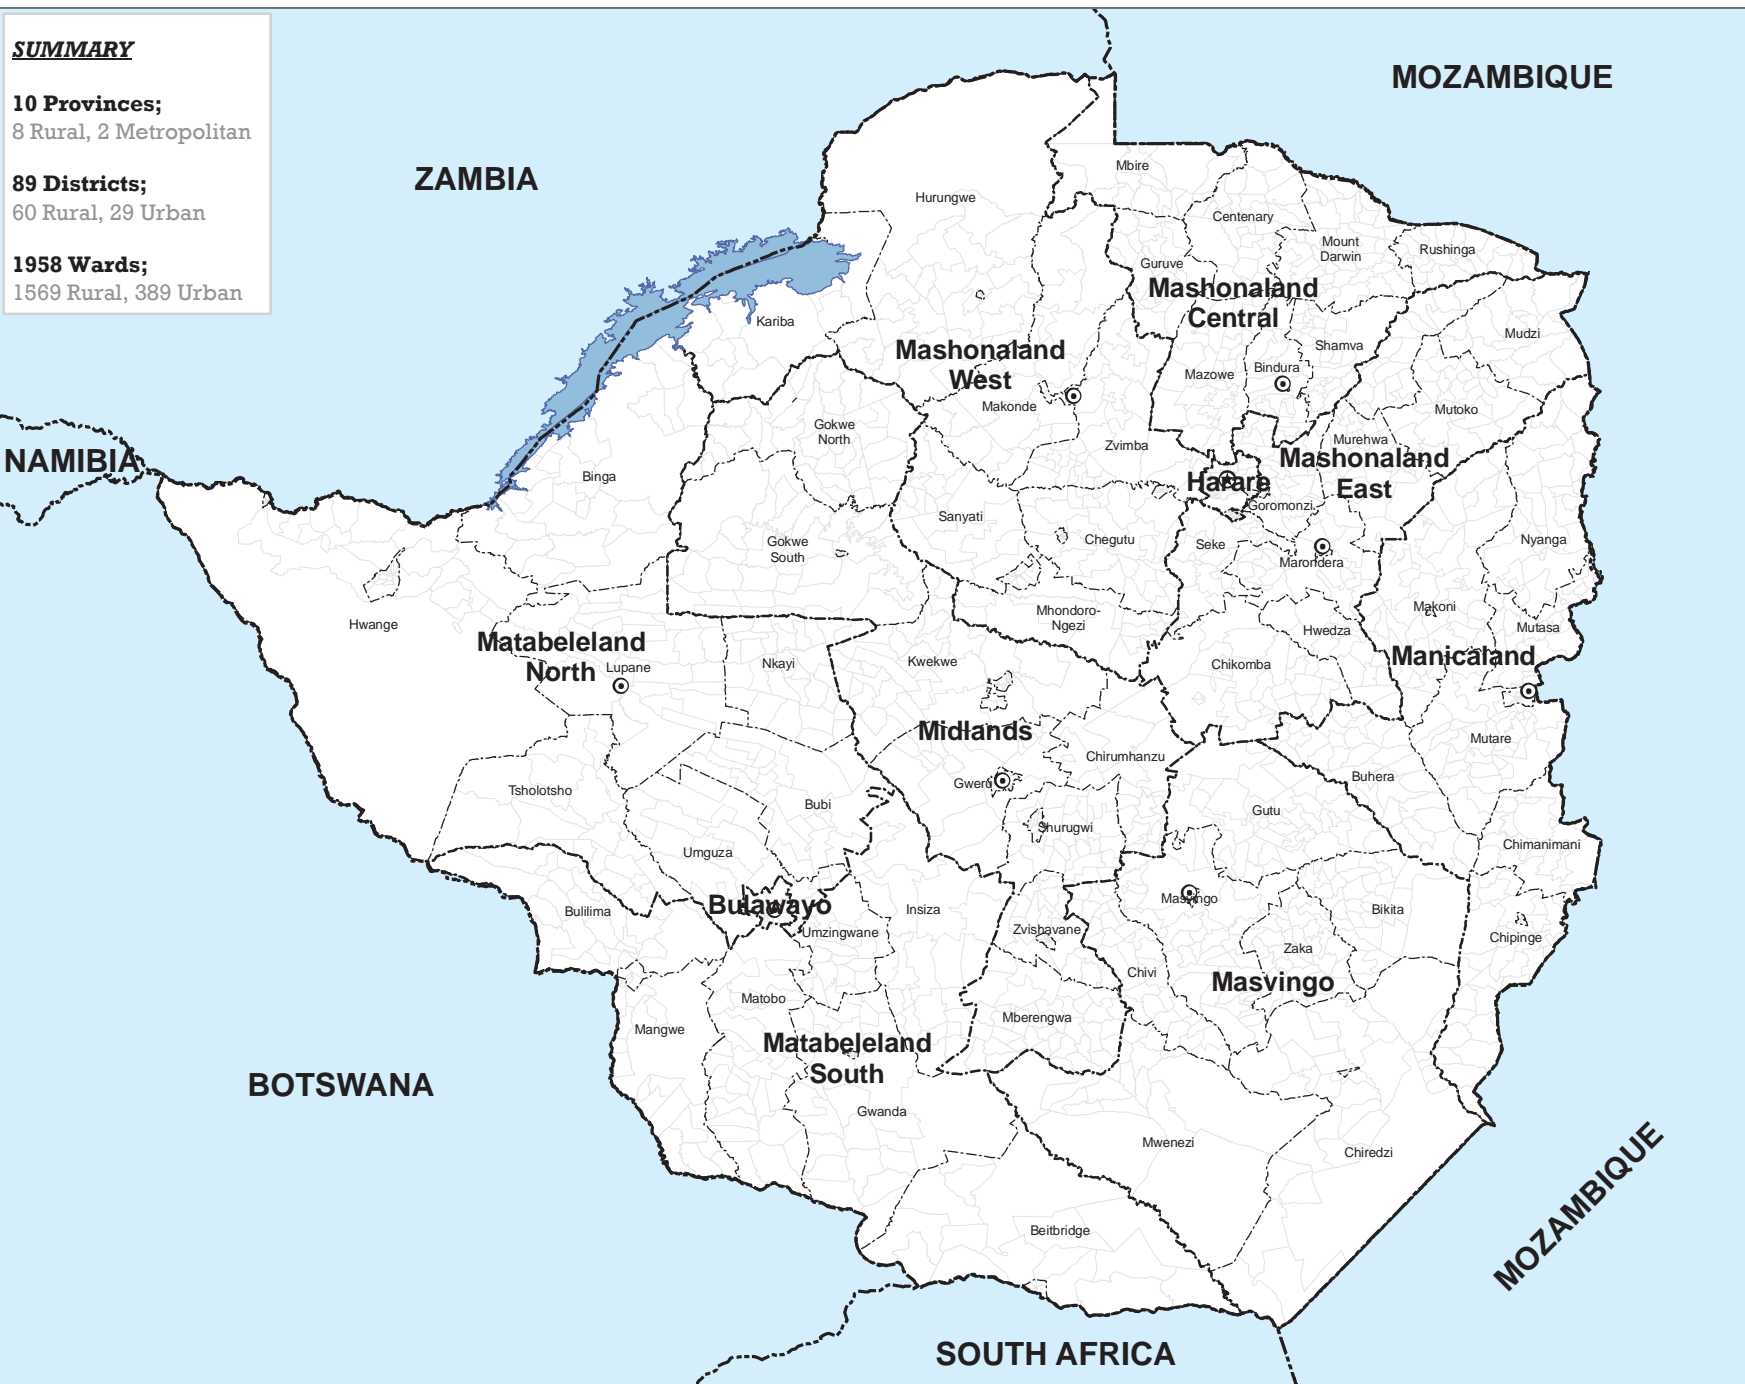 SUMMARY
10 Provinces;
8 Rural, 2 Metropolitan
89 Districts;
60 Rural, 29 Urban
1958 Wards;
1569 Rural, 389 Urban
MOZAMBIQUE
ZAMBIA
NAMIBIA
BOTSWANA
SOUTH AFRICA
MOZAMBIQUE
Mbire
Hurungwe
Centenary
Mount
Darwin
Rushinga
Guruve
Mashonaland
Central
Kariba
Mudzi
Shamva
Mashonaland
West
Mazowe
Bindura
Makonde
Mutoko
Gokwe
North
Zvimba
Murehwa
Mashonaland
East
Binga
Harare
Goromonzi
Sanyati
Chegutu
Seke
Nyanga
Gokwe
South
Marondera
Mhondoro-
Ngezi
Makoni
Hwange
Hwedza
Mutasa
Matabeleland
North
Lupane
Nkayi
Kwekwe
Chikomba
Manicaland
Midlands
Mutare
Chirumhanzu
Buhera
Gweru
Tsholotsho
Bubi
Gutu
Shurugwi
Chimanimani
Umguza
Bulawayo
Bulilima
Insiza
Masvingo
Bikita
Umzingwane
Zvishavane
Zaka
Chipinge
Chivi
Masvingo
Matobo
Mangwe
Mberengwa
Matabeleland
South
Gwanda
Mwenezi
Chiredzi
Beitbridge